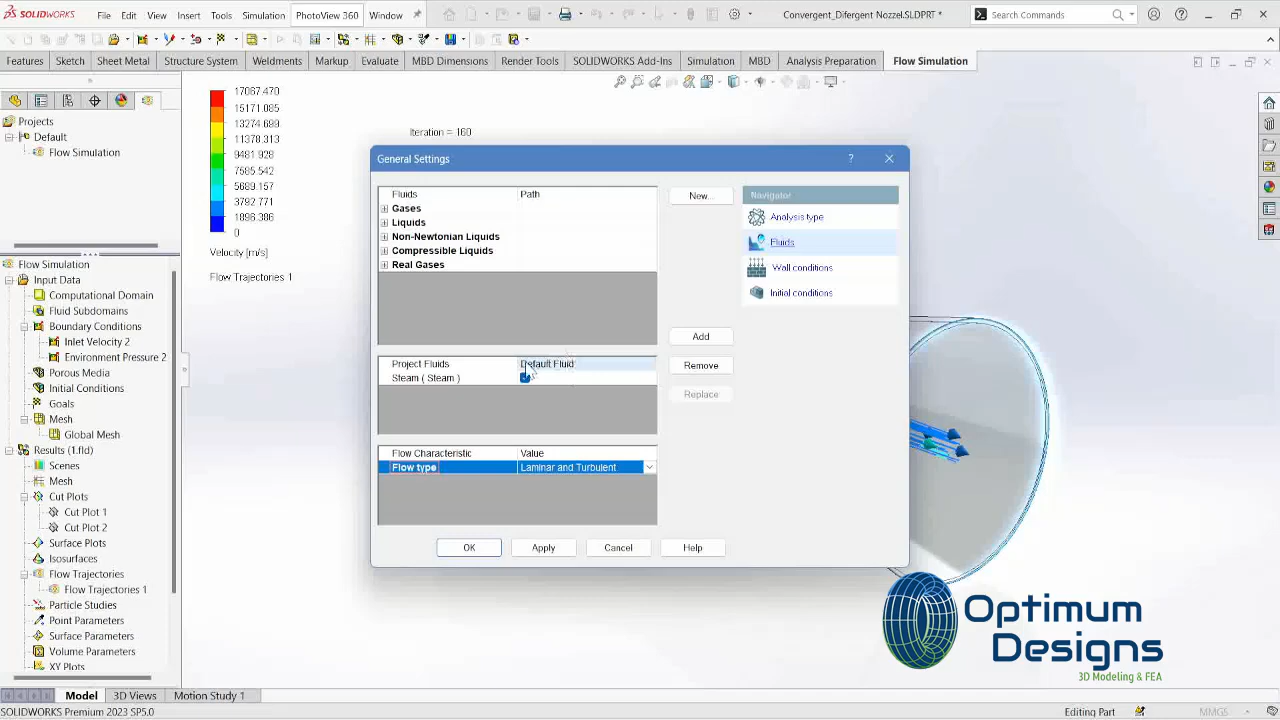 SOLIDWORKS File Edit View Insert Tools Simulation PhotoView 360 Window Convergent_Difergent Nozzel.SLDPRT * Search Commands
Features Sketch Sheet Metal Structure System Weldments Markup Evaluate MBD Dimensions Render Tools SOLIDWORKS Add-Ins Simulation MBD Analysis Preparation Flow Simulation
Projects
Default
Flow Simulation
Flow Simulation
Input Data
Computational Domain
Fluid Subdomains
Boundary Conditions
Inlet Velocity 2
Environment Pressure 2
Porous Media
Initial Conditions
Goals
Mesh
Global Mesh
Results (1.fld)
Scenes
Mesh
Cut Plots
Cut Plot 1
Cut Plot 2
Surface Plots
Isosurfaces
Flow Trajectories
Flow Trajectories 1
Particle Studies
Point Parameters
Surface Parameters
Volume Parameters
XY Plots
17067.470
15171.085
13274.699
11378.313
9481.928
7585.542
5689.157
3792.771
1896.386
0
Velocity [m/s]
Flow Trajectories 1
Iteration = 160
General Settings ?
Fluids Path
Gases
Liquids
Non-Newtonian Liquids
Compressible Liquids
Real Gases
New...
Add
Project Fluids Default Fluid
Steam ( Steam )
Remove
Replace
Flow Characteristic Value
Flow type Laminar and Turbulent
OK Apply Cancel Help
Navigator
Analysis type
Fluids
Wall conditions
Initial conditions
Optimum
Designs
3D Modeling & FEA
Model 3D Views Motion Study 1
SOLIDWORKS Premium 2023 SP5.0 Editing Part MMGS